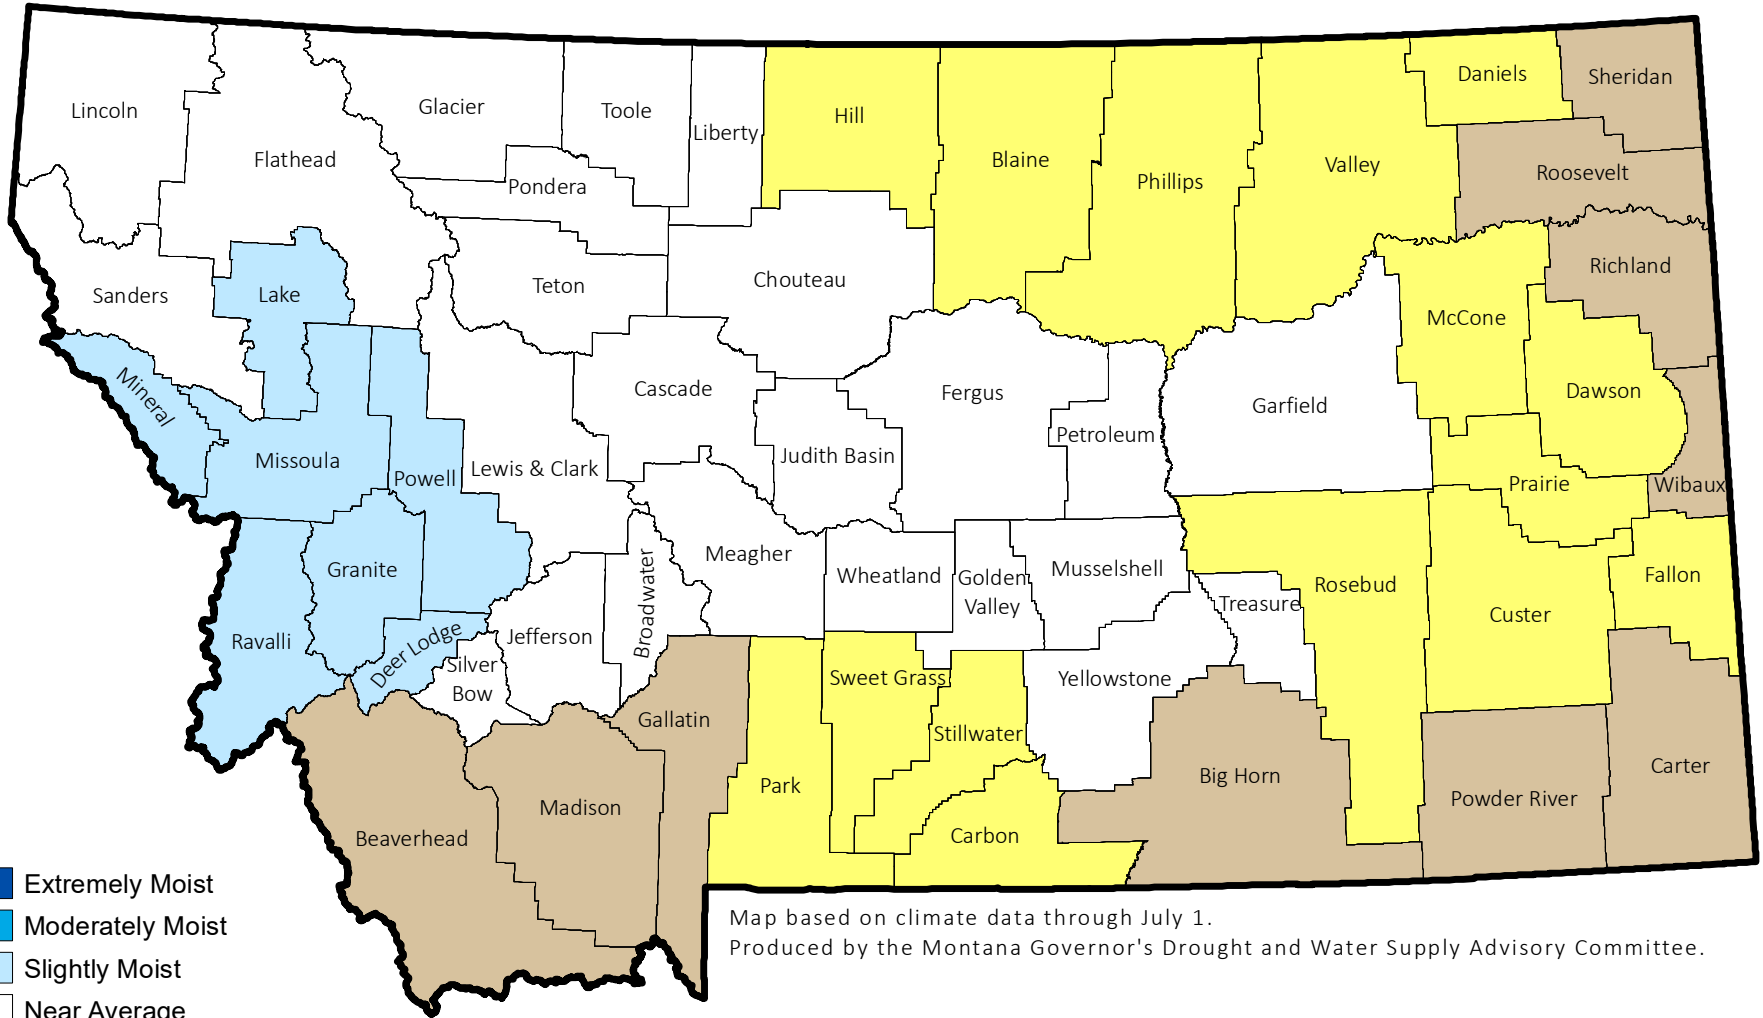 Lincoln
Flathead
Glacier
Toole
Liberty
Hill
Blaine
Phillips
Valley
Daniels
Sheridan
Roosevelt
Pondera
Sanders
Lake
Teton
Chouteau
Richland
McCone
Mineral
Missoula
Powell
Lewis & Clark
Cascade
Judith Basin
Fergus
Petroleum
Garfield
Dawson
Prairie
Wibaux
Ravalli
Granite
Deer Lodge
Silver
Bow
Jefferson
Broadwater
Meagher
Wheatland
Golden
Valley
Musselshell
Treasure
Rosebud
Custer
Fallon
Yellowstone
Sweet Grass
Stillwater
Gallatin
Park
Carbon
Big Horn
Powder River
Carter
Madison
Beaverhead
Extremely Moist
Moderately Moist
Slightly Moist
Near Average
Map based on climate data through July 1.
Produced by the Montana Governor's Drought and Water Supply Advisory Committee.